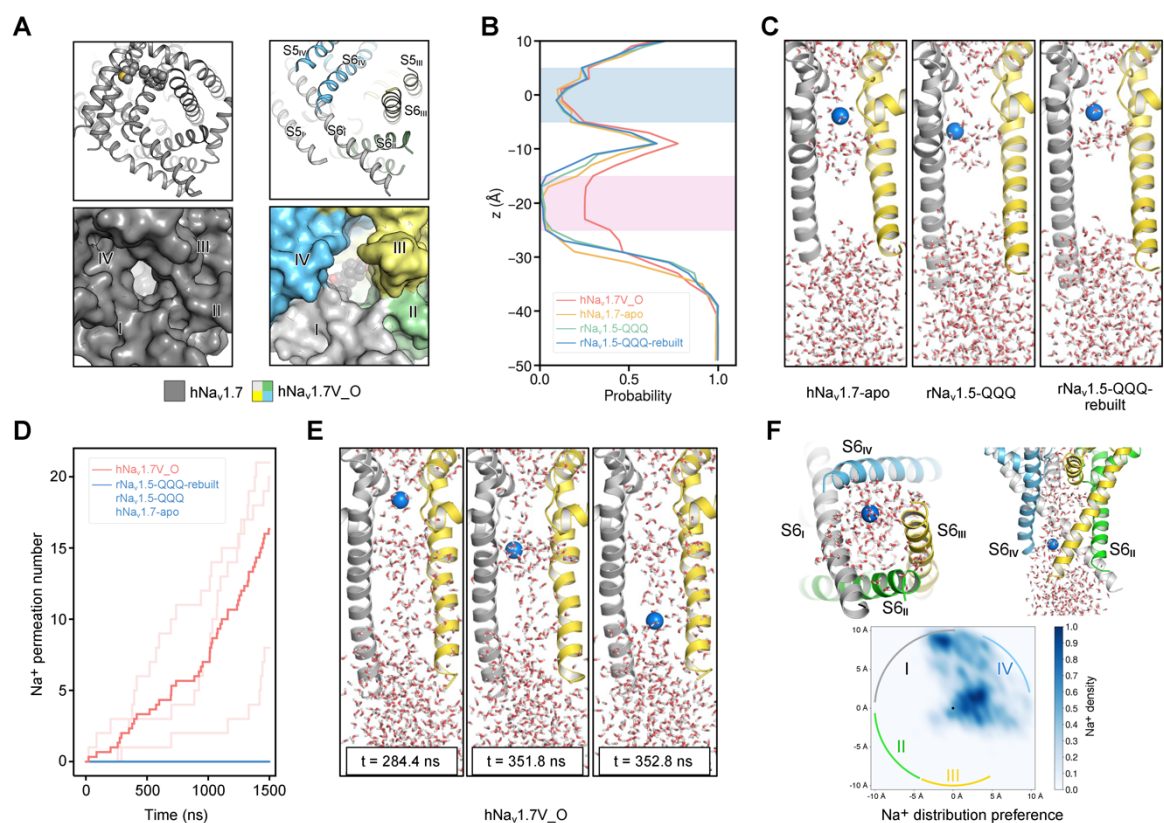 A
S5IV
S6IV
S5III
S6III
S5I
S6I
S6II
IV
III
II
I
IV
III
II
I
hNav1.7
hNav1.7V_O
B
10
0
−10
−20
−30
−40
−50
z (Å)
0.0
0.5
1.0
Probability
hNav1.7V_O
hNav1.7-apo
rNav1.5-QQQ
rNav1.5-QQQ-rebuilt
C
hNav1.7-apo
rNav1.5-QQQ
rNav1.5-QQQ-
rebuilt
D
20
15
10
5
0
Na⁺ permeation number
hNav1.7V_O
rNav1.5-QQQ-rebuilt
rNav1.5-QQQ
hNav1.7-apo
0
500
1000
1500
Time (ns)
E
t = 284.4 ns
t = 351.8 ns
t = 352.8 ns
hNav1.7V_O
F
S6IV
S6I
S6III
S6II
S6IV
S6II
10 Å
5 Å
0 Å
-5 Å
-10 Å
I
IV
II
III
-10 Å
-5 Å
0 Å
5 Å
10 Å
1.0
0.9
0.8
0.7
0.6
0.5
0.4
0.3
0.2
0.1
0.0
Na⁺ density
Na⁺ distribution preference